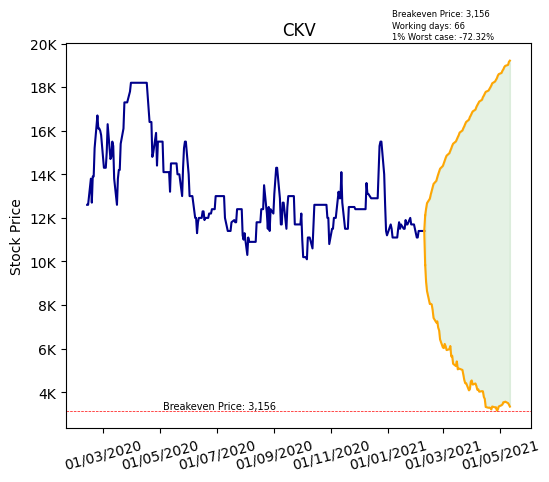 Breakeven Price: 3,156
Working days: 66
1% Worst case: -72.32%
CKV
Stock Price
20K
18K
16K
14K
12K
10K
8K
6K
4K
Breakeven Price: 3,156
01/03/2020
01/05/2020
01/07/2020
01/09/2020
01/11/2020
01/01/2021
01/03/2021
01/05/2021